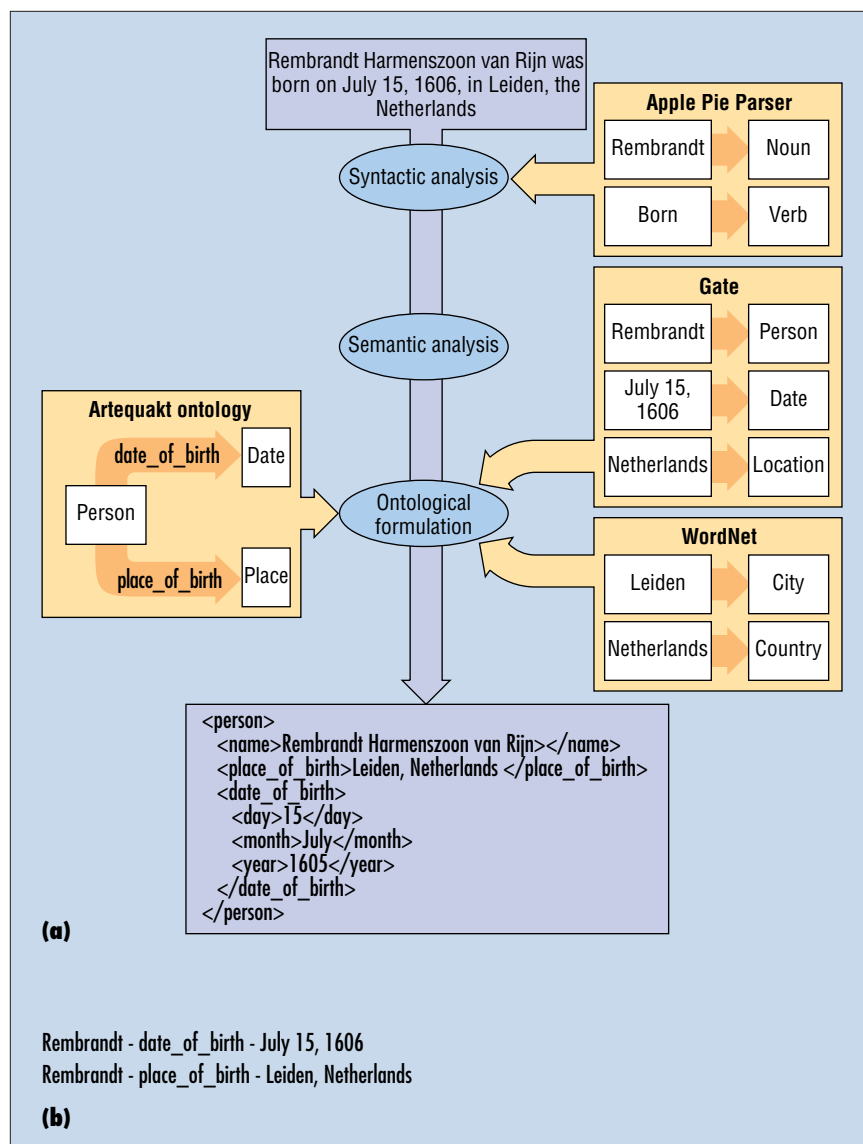 Rembrandt Harmenszoon van Rijn was
born on July 15, 1606, in Leiden, the
Netherlands
Syntactic analysis
Apple Pie Parser
Rembrandt
Noun
Born
Verb
Semantic analysis
Gate
Rembrandt
Person
July 15,
1606
Date
Netherlands
Location
Artequakt ontology
date_of_birth
Date
Person
place_of_birth
Place
Ontological
formulation
WordNet
Leiden
City
Netherlands
Country
<person>
<name>Rembrandt Harmenszoon van Rijn></name>
<place_of_birth>Leiden, Netherlands </place_of_birth>
<date_of_birth>
<day>15</day>
<month>July</month>
<year>1605</year>
</date_of_birth>
</person>
(a)
Rembrandt - date_of_birth - July 15, 1606
Rembrandt - place_of_birth - Leiden, Netherlands
(b)